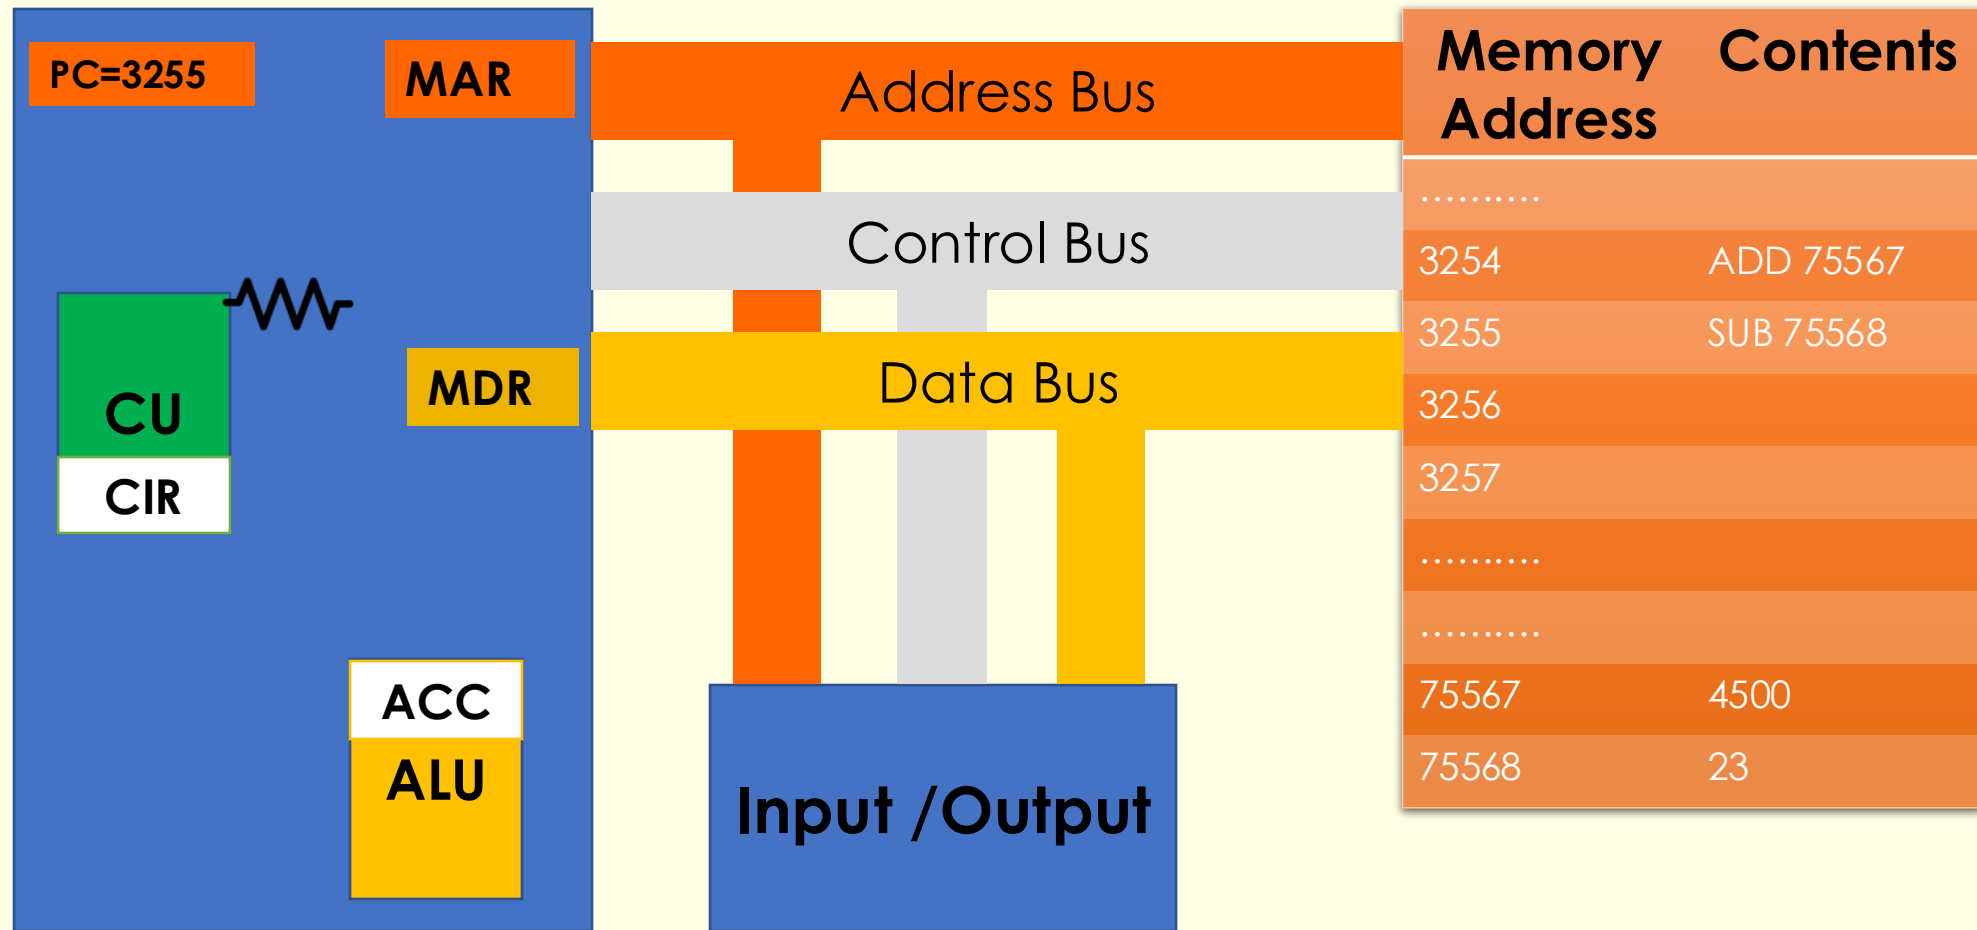 PC=3255
MAR
Address Bus
Control Bus
Data Bus
MDR
CU
CIR
ACC
ALU
Input /Output
Memory Contents
Address
..........
3254 ADD 75567
3255 SUB 75568
3256
3257
..........
..........
75567 4500
75568 23